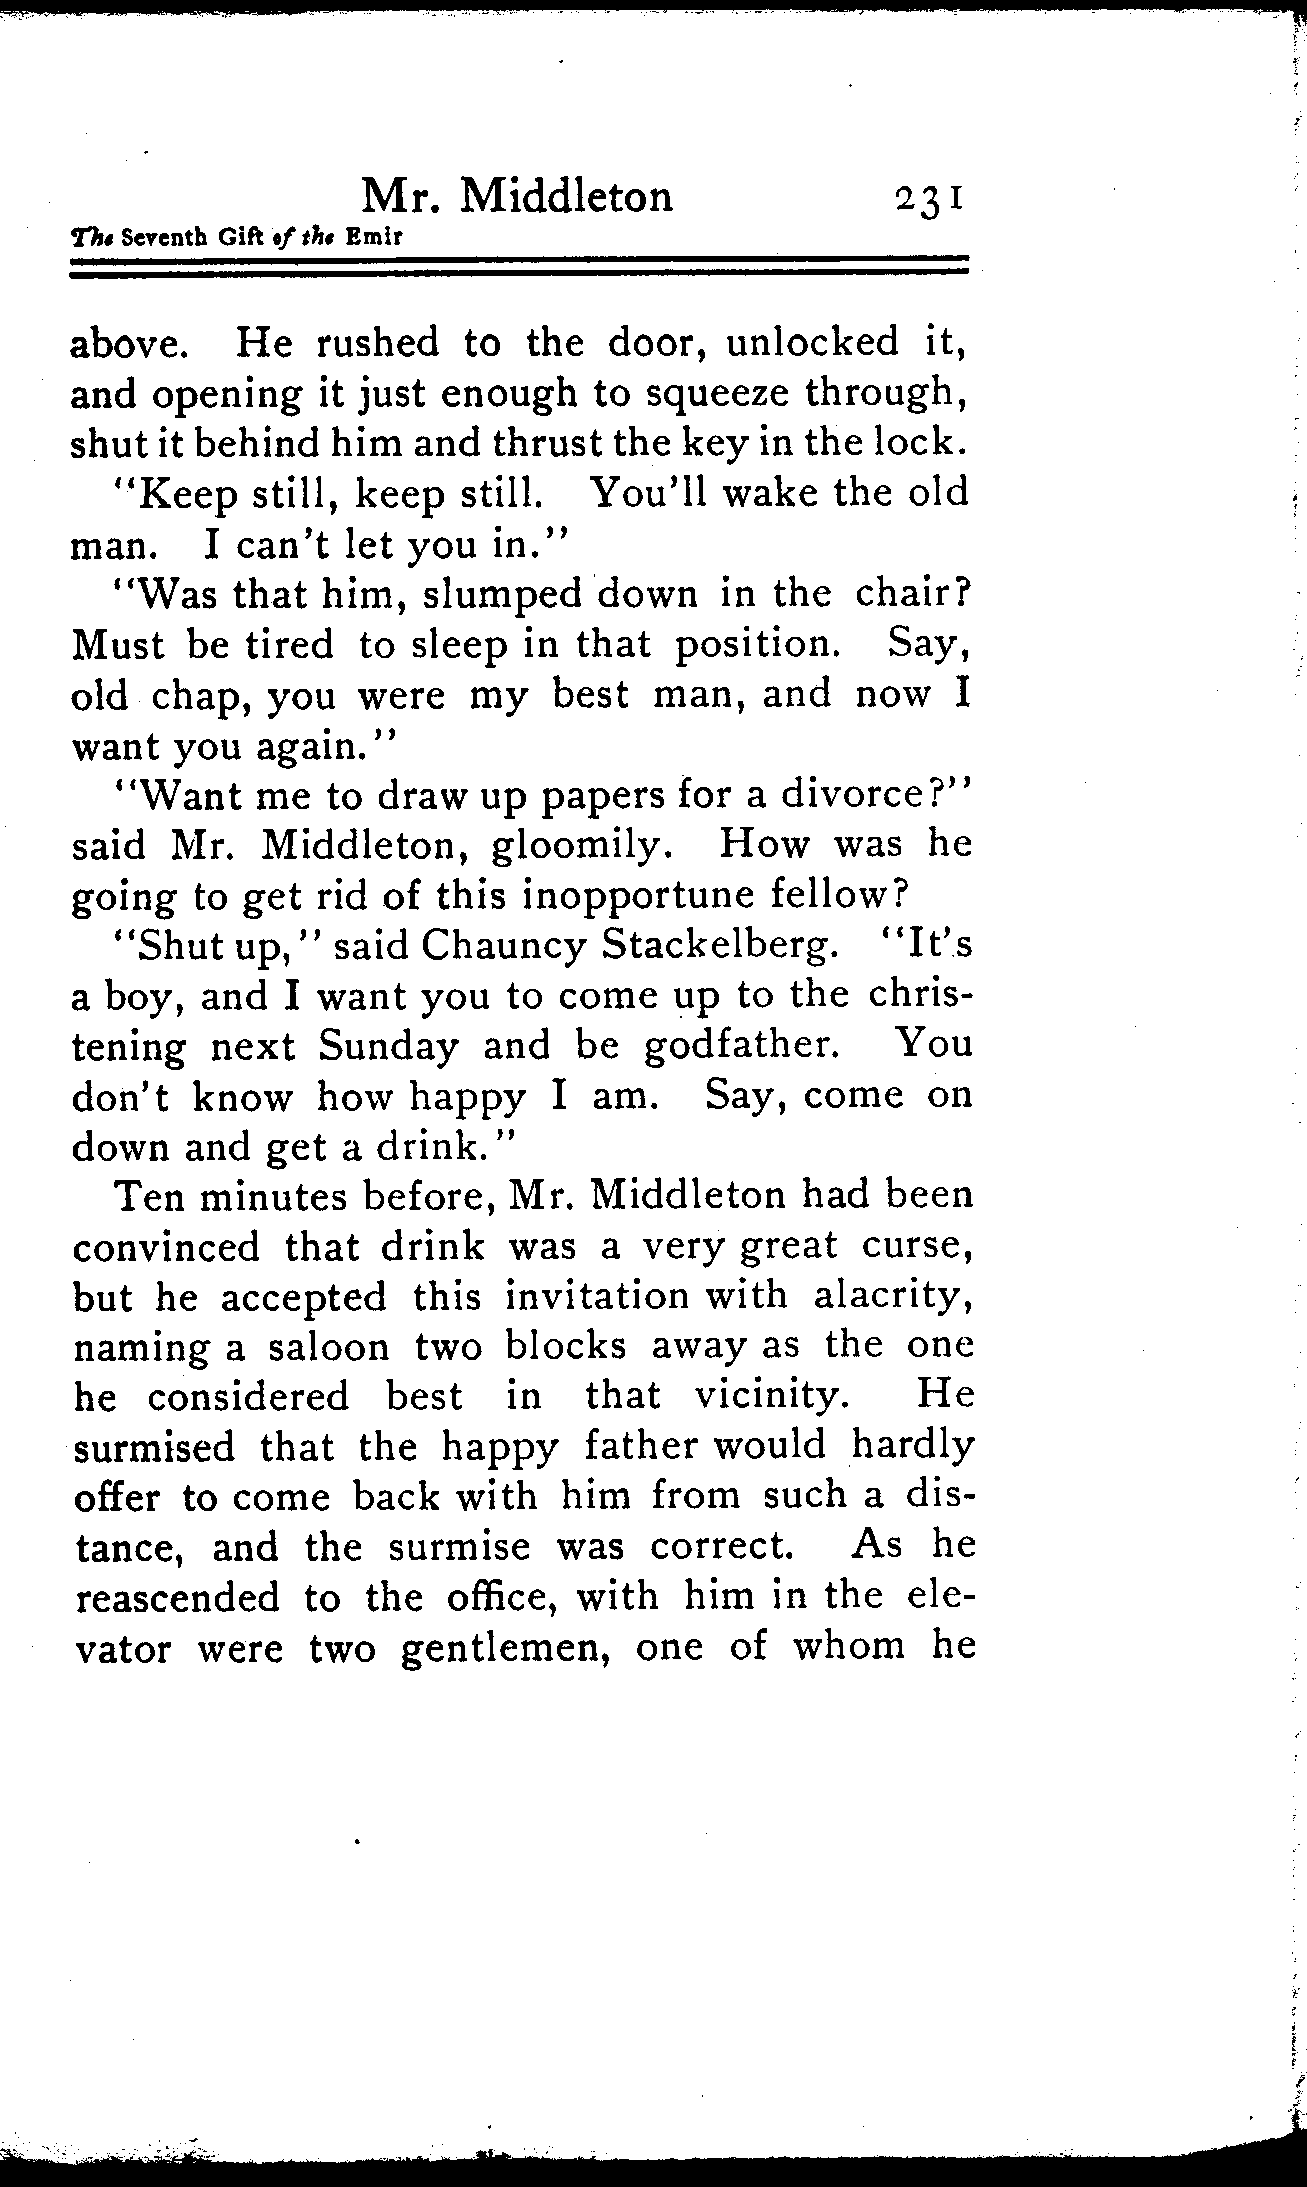 Mr. Middleton 231
The Seventh Gift of the Emir
above. He rushed to the door, unlocked it,
and opening it just enough to squeeze through,
shut it behind him and thrust the key in the lock.
"Keep still, keep still. You'll wake the old
man. I can't let you in."
"Was that him, slumped down in the chair?
Must be tired to sleep in that position. Say,
old chap, you were my best man, and now I
want you again."
"Want me to draw up papers for a divorce?"
said Mr. Middleton, gloomily. How was he
going to get rid of this inopportune fellow?
"Shut up," said Chauncy Stackelberg. "It's
a boy, and I want you to come up to the chris-
tening next Sunday and be godfather. You
don't know how happy I am. Say, come on
down and get a drink."
Ten minutes before, Mr. Middleton had been
convinced that drink was a very great curse,
but he accepted this invitation with alacrity,
naming a saloon two blocks away as the one
he considered best in that vicinity. He
surmised that the happy father would hardly
offer to come back with him from such a dis-
tance, and the surmise was correct. As he
reascended to the office, with him in the ele-
vator were two gentlemen, one of whom he